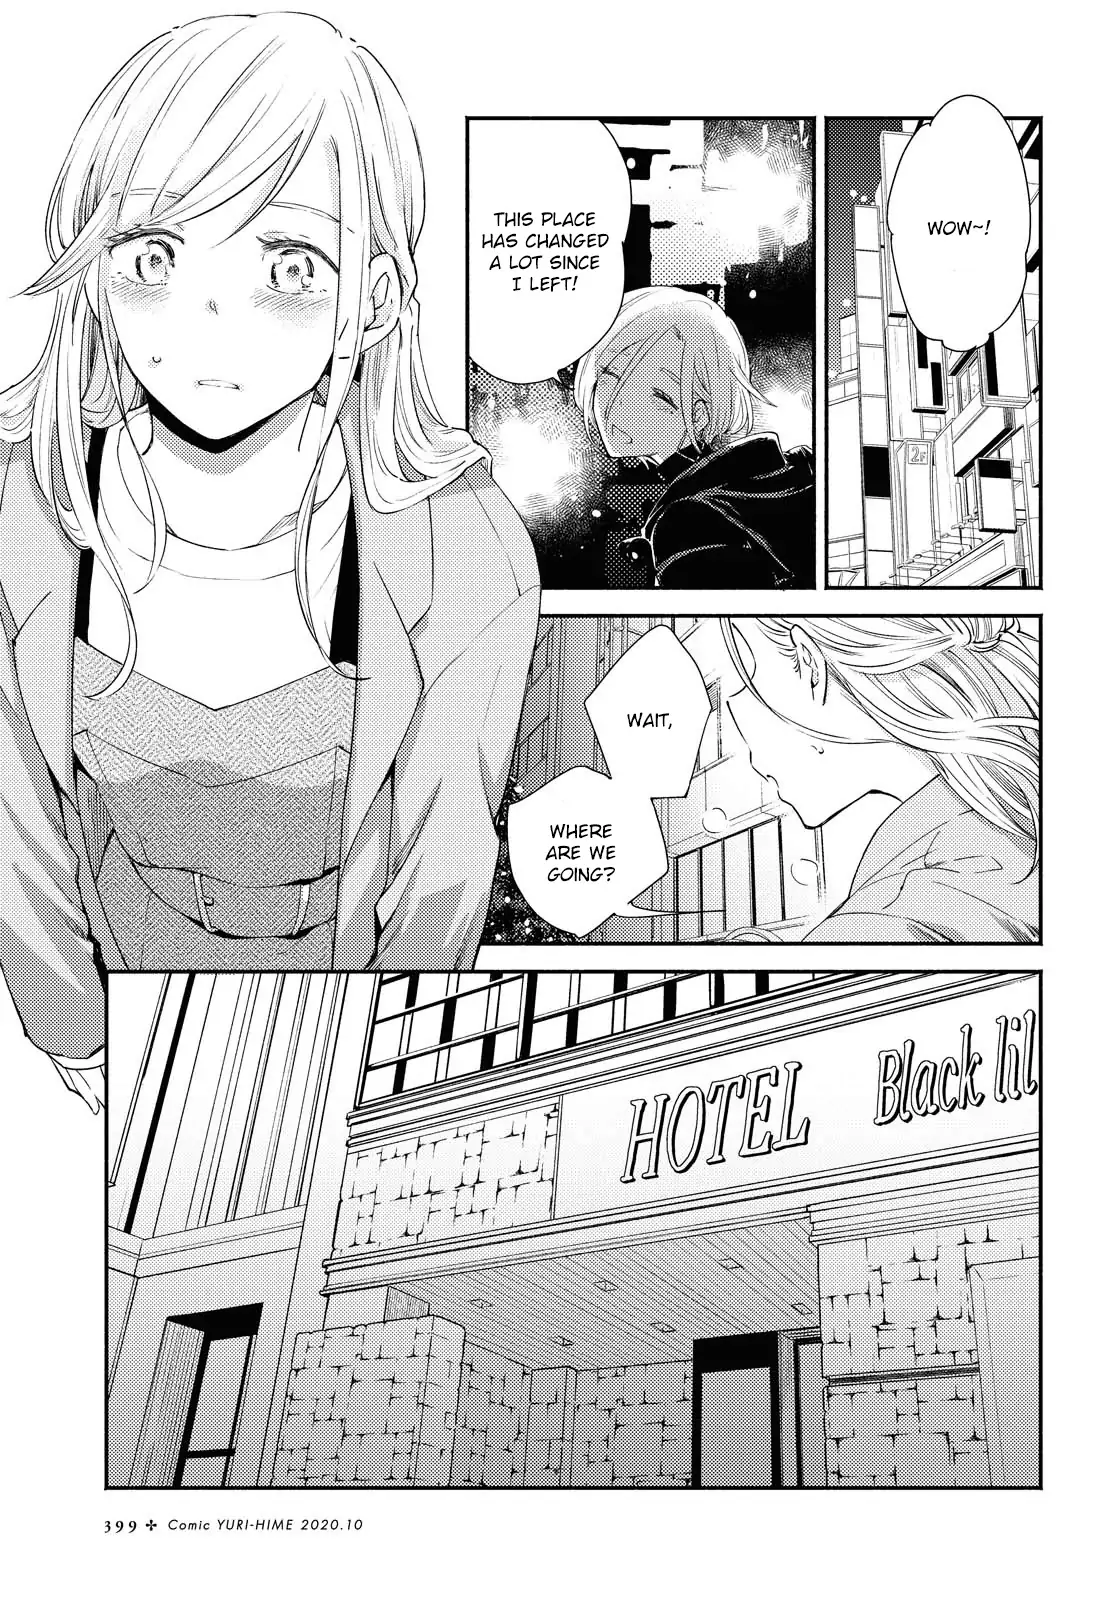 WOW~!
2F
THIS PLACE
HAS CHANGED
A LOT SINCE
I LEFT!
WAIT,
WHERE
ARE WE
GOING?
HOTEL Black lil
399 ✢ Comic YURI-HIME 2020.10